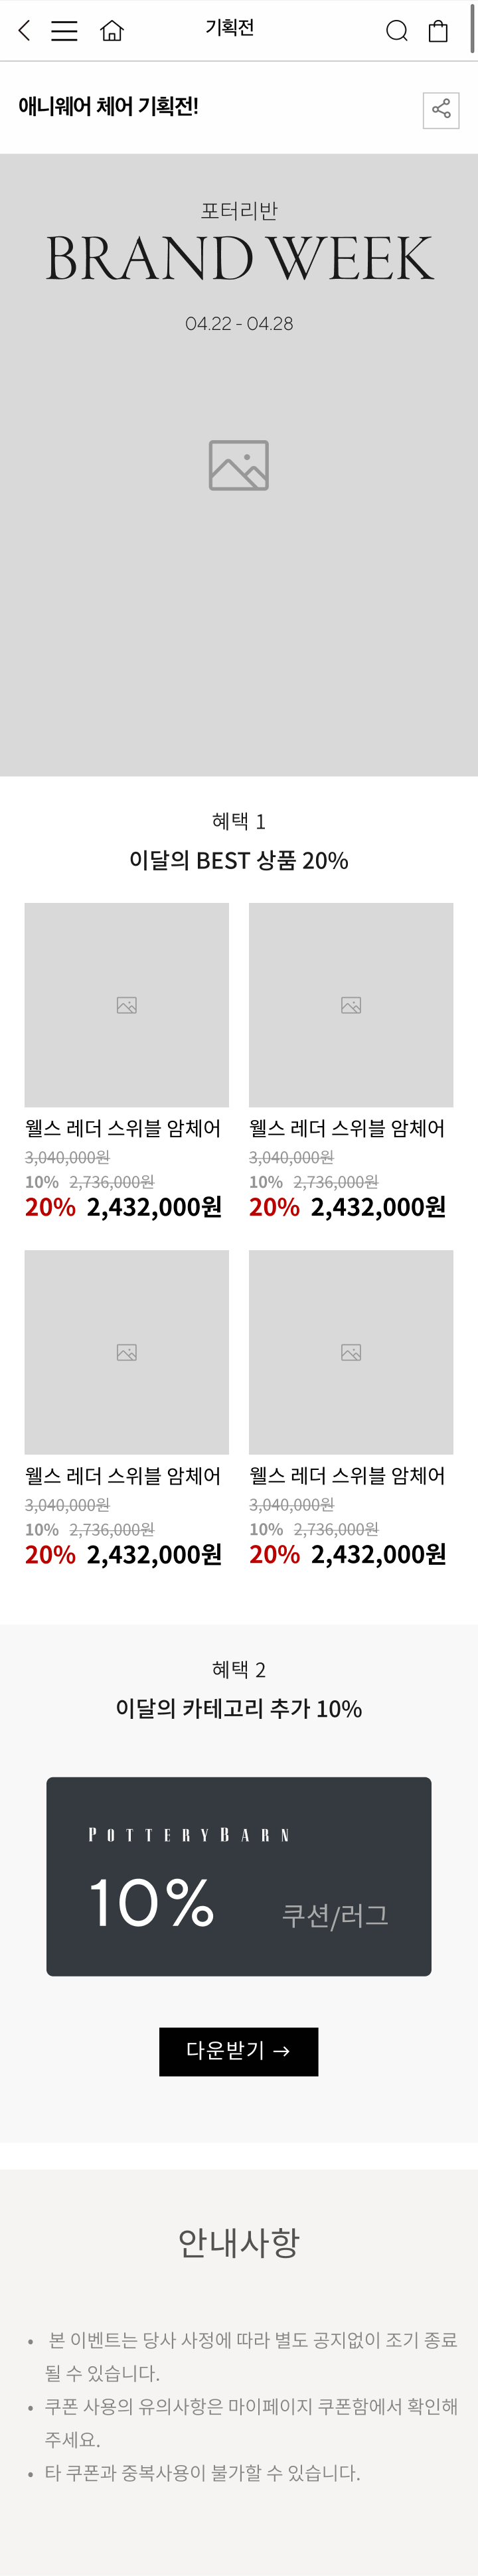 기획전
애니웨어 체어 기획전!
포터리반
BRAND WEEK
04.22 - 04.28
혜택 1
이달의 BEST 상품 20%
웰스 레더 스위블 암체어
3,040,000원
10% 2,736,000원
20% 2,432,000원
웰스 레더 스위블 암체어
3,040,000원
10% 2,736,000원
20% 2,432,000원
웰스 레더 스위블 암체어
3,040,000원
10% 2,736,000원
20% 2,432,000원
웰스 레더 스위블 암체어
3,040,000원
10% 2,736,000원
20% 2,432,000원
혜택 2
이달의 카테고리 추가 10%
POTTERYBARN
10%
쿠션/러그
다운받기 →
안내사항
• 본 이벤트는 당사 사정에 따라 별도 공지없이 조기 종료
될 수 있습니다.
• 쿠폰 사용의 유의사항은 마이페이지 쿠폰함에서 확인해
주세요.
• 타 쿠폰과 중복사용이 불가할 수 있습니다.